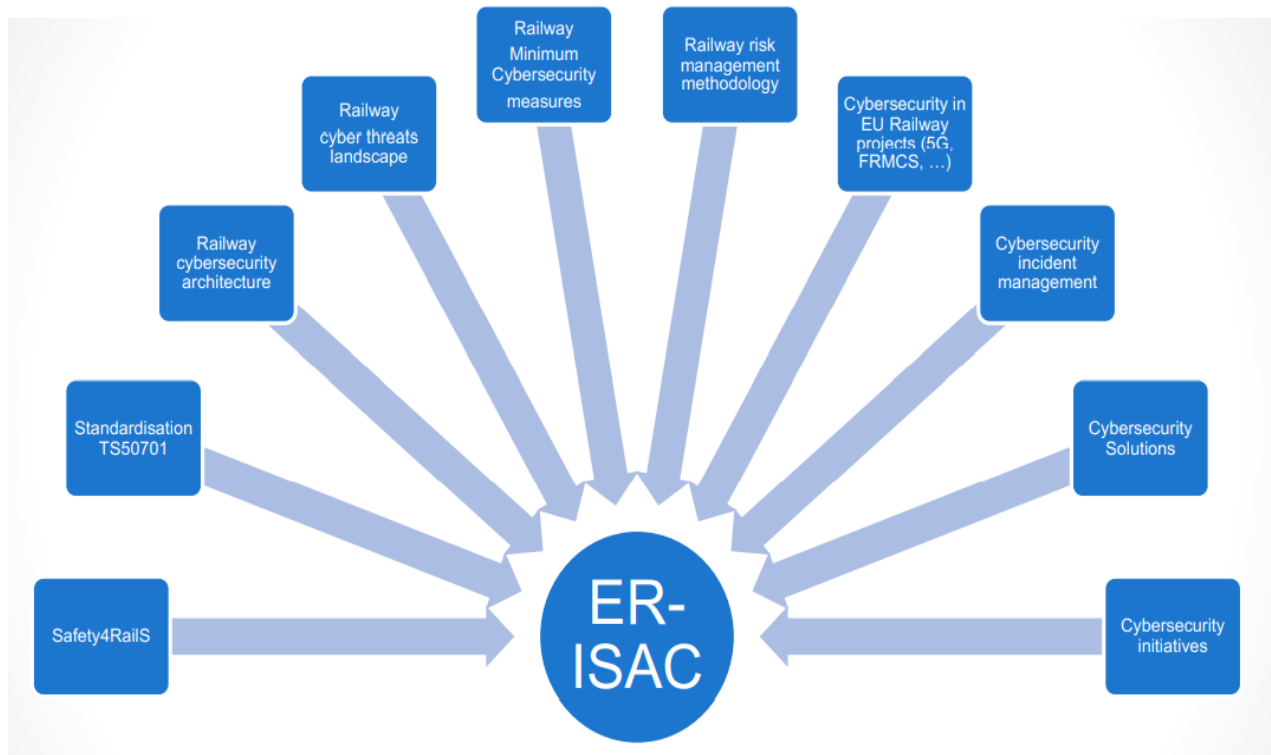 Railway
Minimum
Cybersecurity
measures
Railway risk
management
methodology
Railway
cyber threats
landscape
Cybersecurity in
EU Railway
projects (5G,
FRMCS, …)
Railway
cybersecurity
architecture
Cybersecurity
incident
management
Standardisation
TS50701
Cybersecurity
Solutions
Safety4RailS
ER-
ISAC
Cybersecurity
initiatives